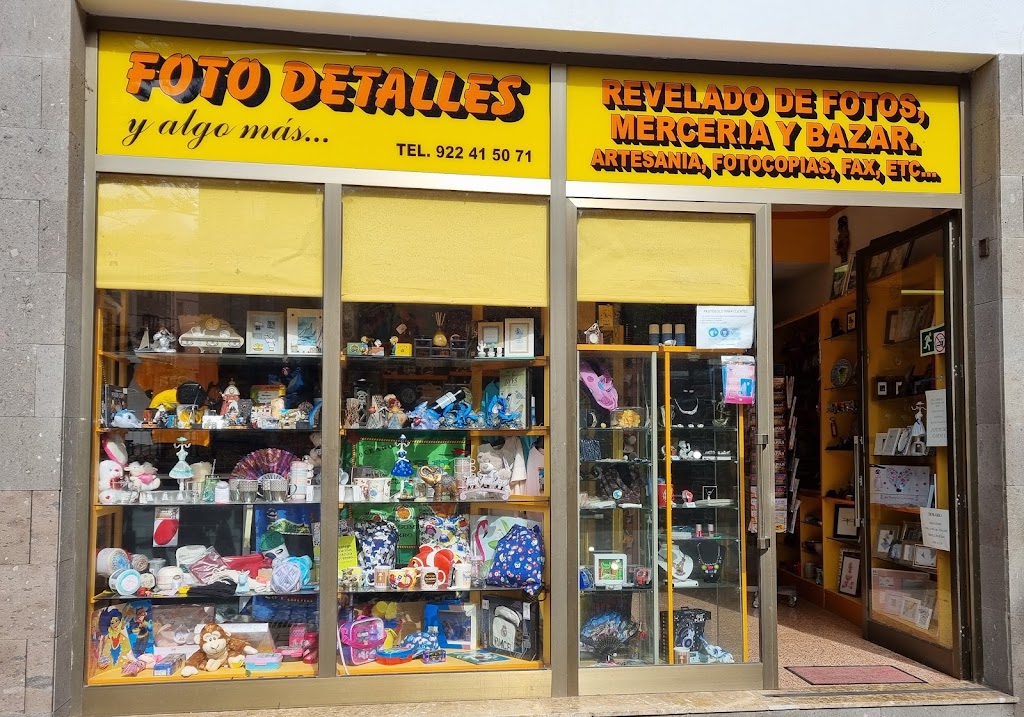 FOTO DETALLES
y algo más...
TEL. 922 41 50 71
REVELADO DE FOTOS,
MERCERIA Y BAZAR.
ARTESANIA, FOTOCOPIAS, FAX, ETC...